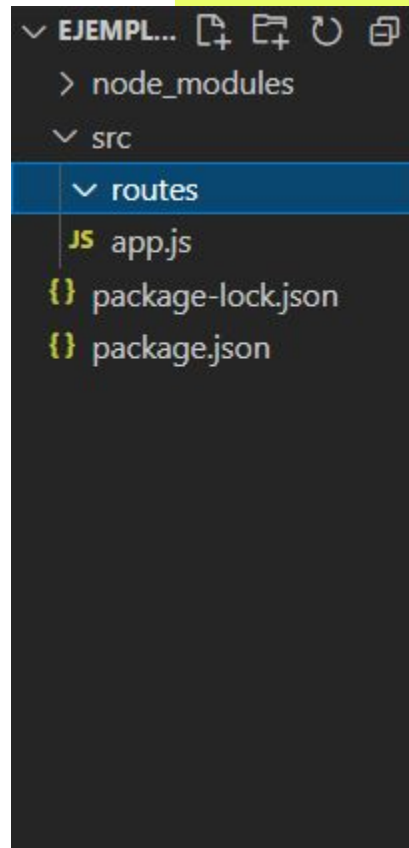 EJEMPL...
node_modules
src
routes
JS app.js
{} package-lock.json
{} package.json